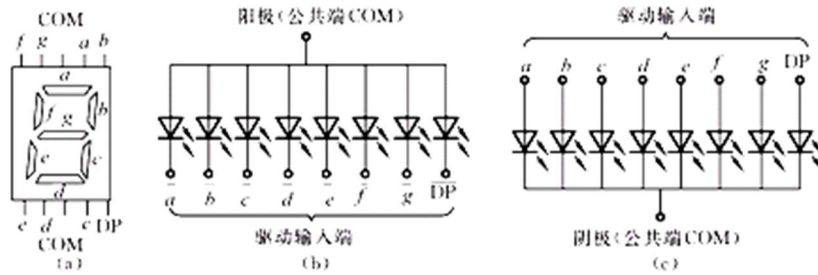 COM
f g a b
a
f g b
e c
d
e d c DP
COM
(a)
阳极(公共端COM)
a̅ b̅ c̅ d̅ e̅ f̅ g̅ D̅P̅
驱动输入端
(b)
驱动输入端
a b c d e f g DP
阴极(公共端COM)
(c)